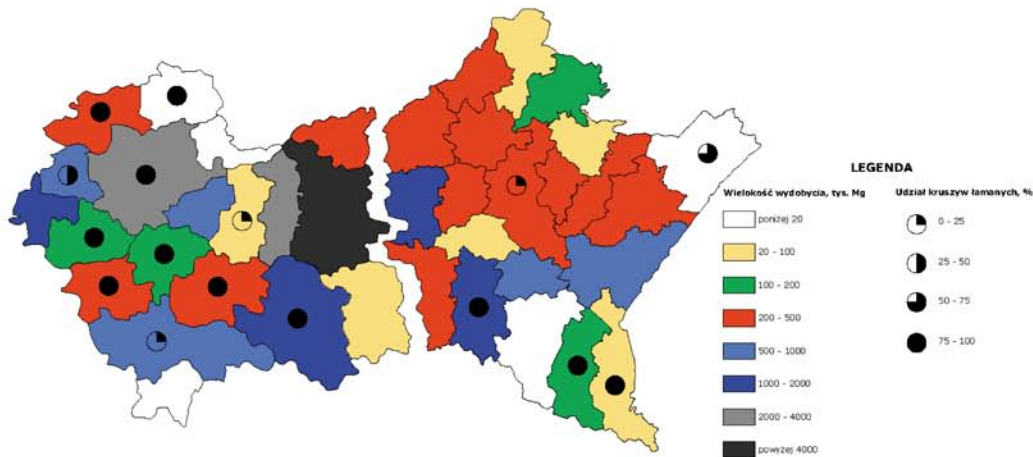 LEGENDA
Wielokość wydobycia, tys. Mg
Udział kruszyw łamanych, %
poniżej 20
20 - 100
100 - 200
200 - 500
500 - 1000
1000 - 2000
2000 - 4000
powyżej 4000
0 - 25
25 - 50
50 - 75
75 - 100